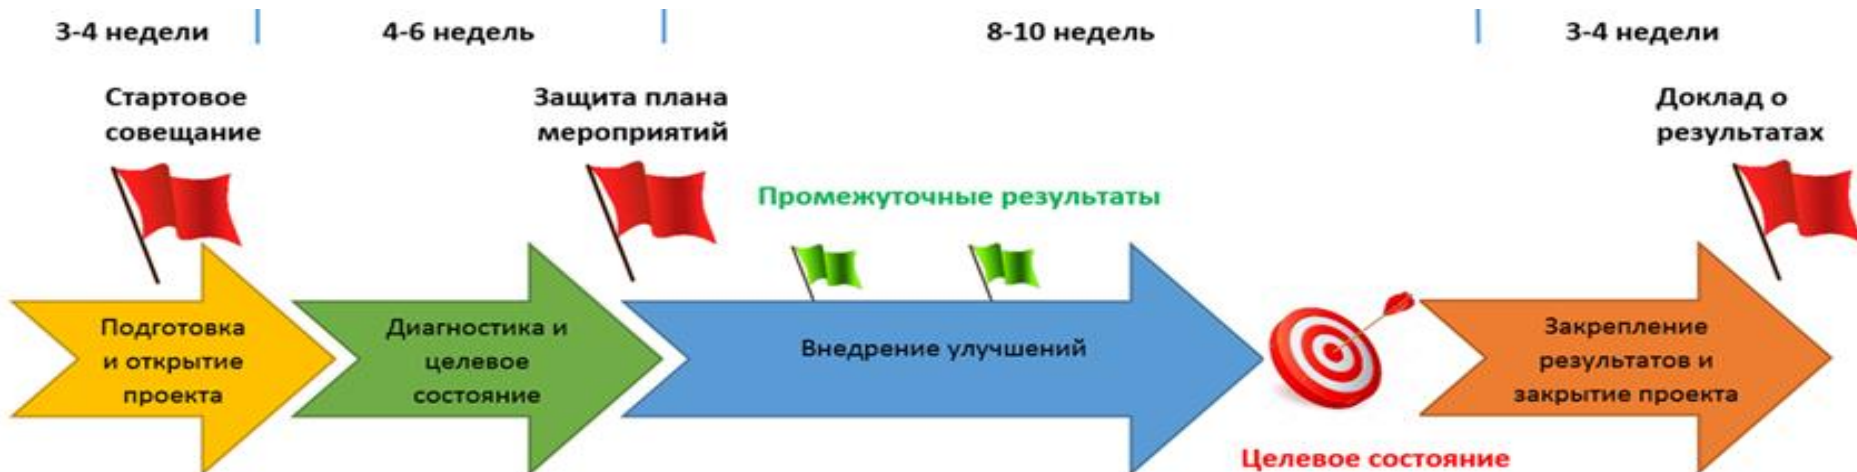 3-4 недели
4-6 недель
8-10 недель
3-4 недели
Стартовое
совещание
Защита плана
мероприятий
Доклад о
результатах
Промежуточные результаты
Подготовка
и открытие
проекта
Диагностика и
целевое
состояние
Внедрение улучшений
Закрепление
результатов и
закрытие проекта
Целевое состояние